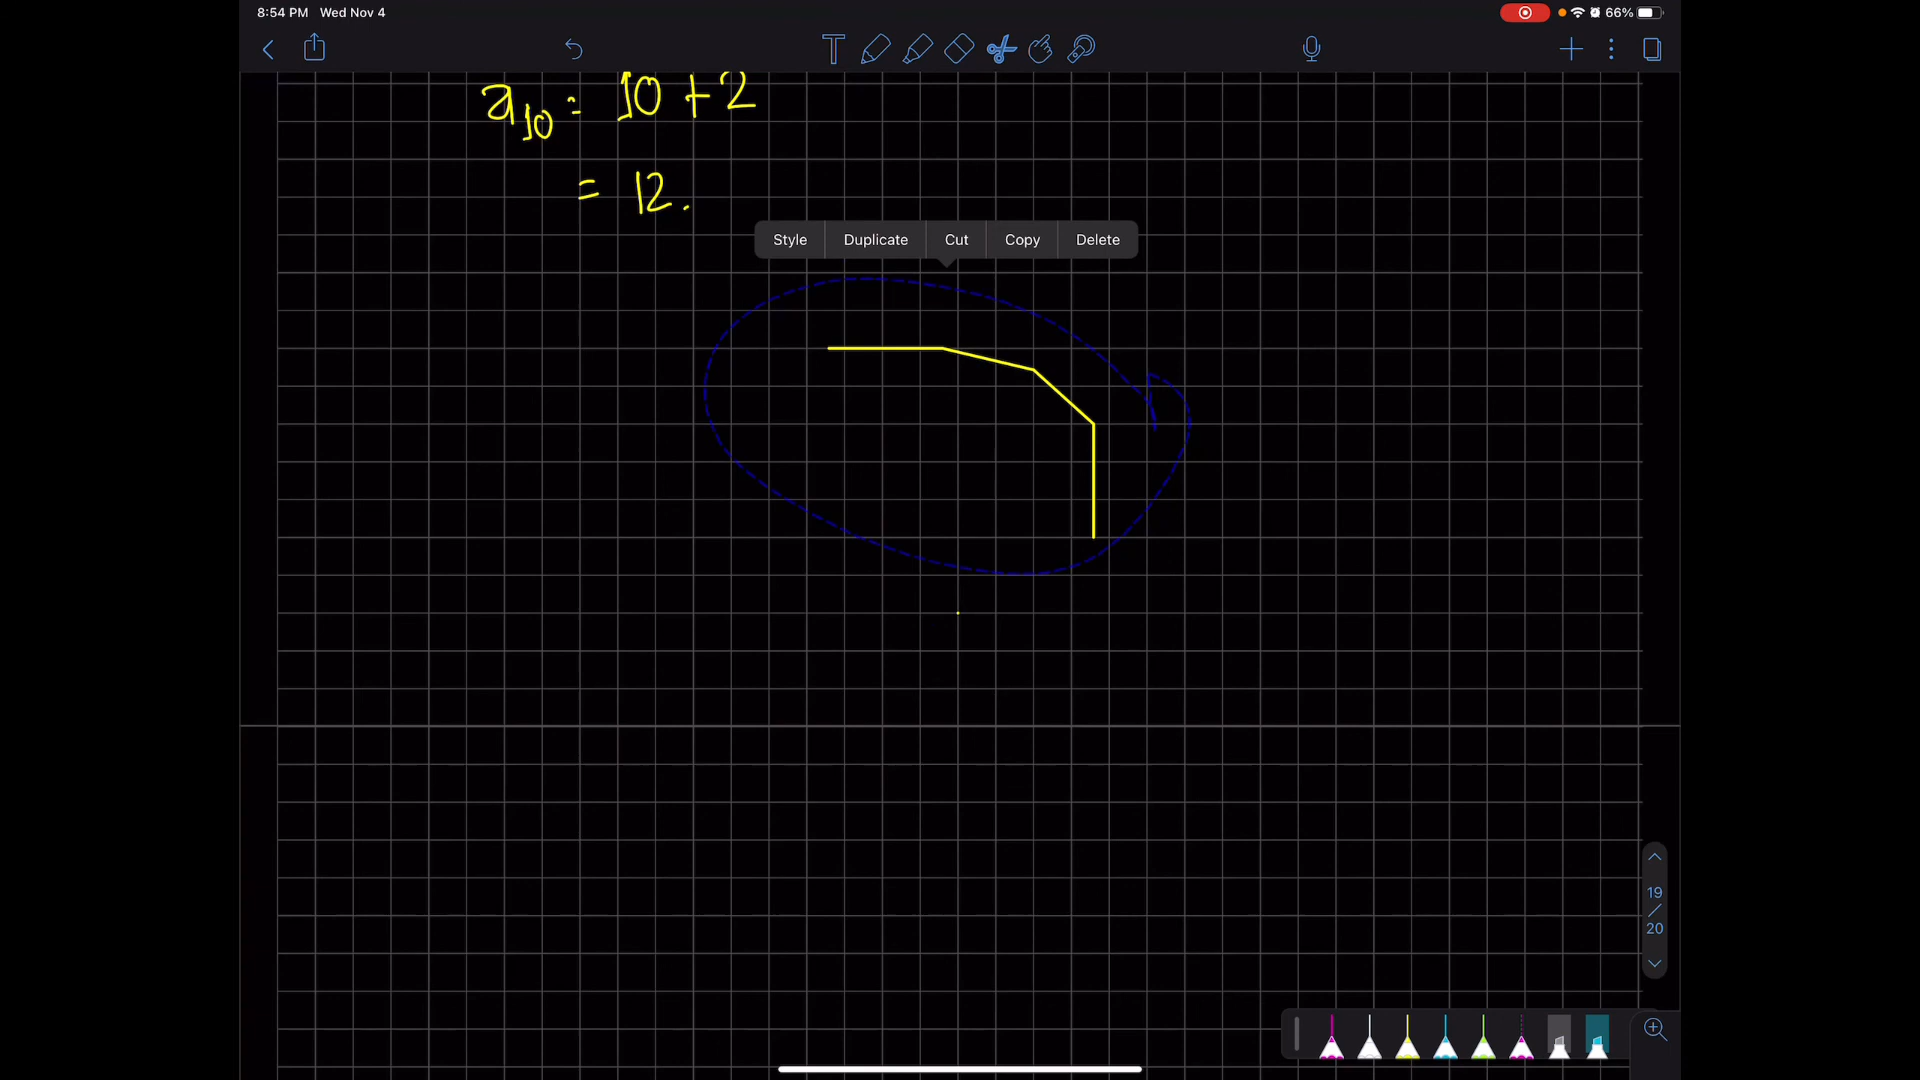 8:54 PM Wed Nov 4 66%
T
a₁₀ = 10 + 2
= 12.
Style Duplicate Cut Copy Delete
19
/
20